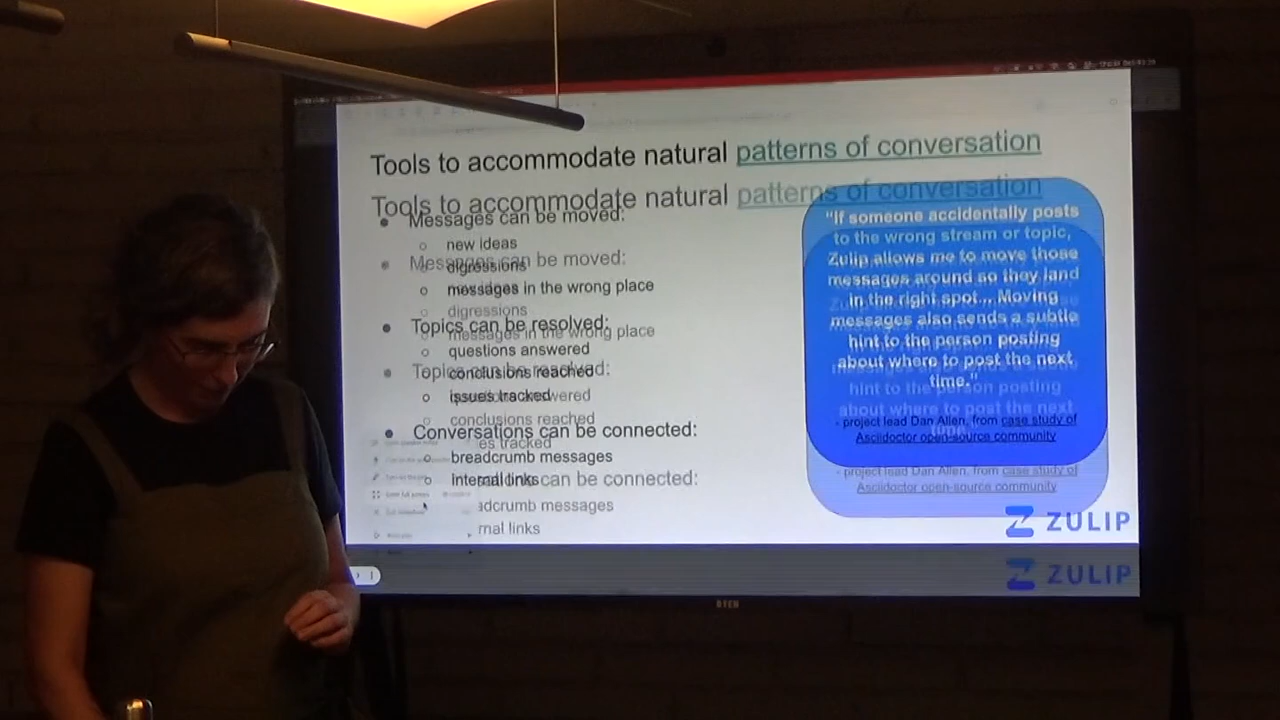 Tools to accommodate natural patterns of conversation
Tools to accommodate natural patterns of conversation
Messages can be moved:
new ideas
Messages can be moved:
digressions
messages in the wrong place
digressions
messages in the wrong place
Topics can be resolved:
questions answered
Topics can be resolved:
conclusions reached
issues tracked
conclusions reached
es tracked
Conversations can be connected:
breadcrumb messages
internal links
can be connected:
adcrumb messages
rnal links
"If someone accidentally posts
to the wrong stream or topic,
Zulip allows me to move those
messages around so they land
in the right spot... Moving
messages also sends a subtle
hint to the person posting
about where to post the next
time."
hint to the person posting
about where to post the next
time."
- project lead Dan Allen, from case study of
Asciidoctor open-source community
- project lead Dan Allen, from case study of
Asciidoctor open-source community
ZULIP
ZULIP